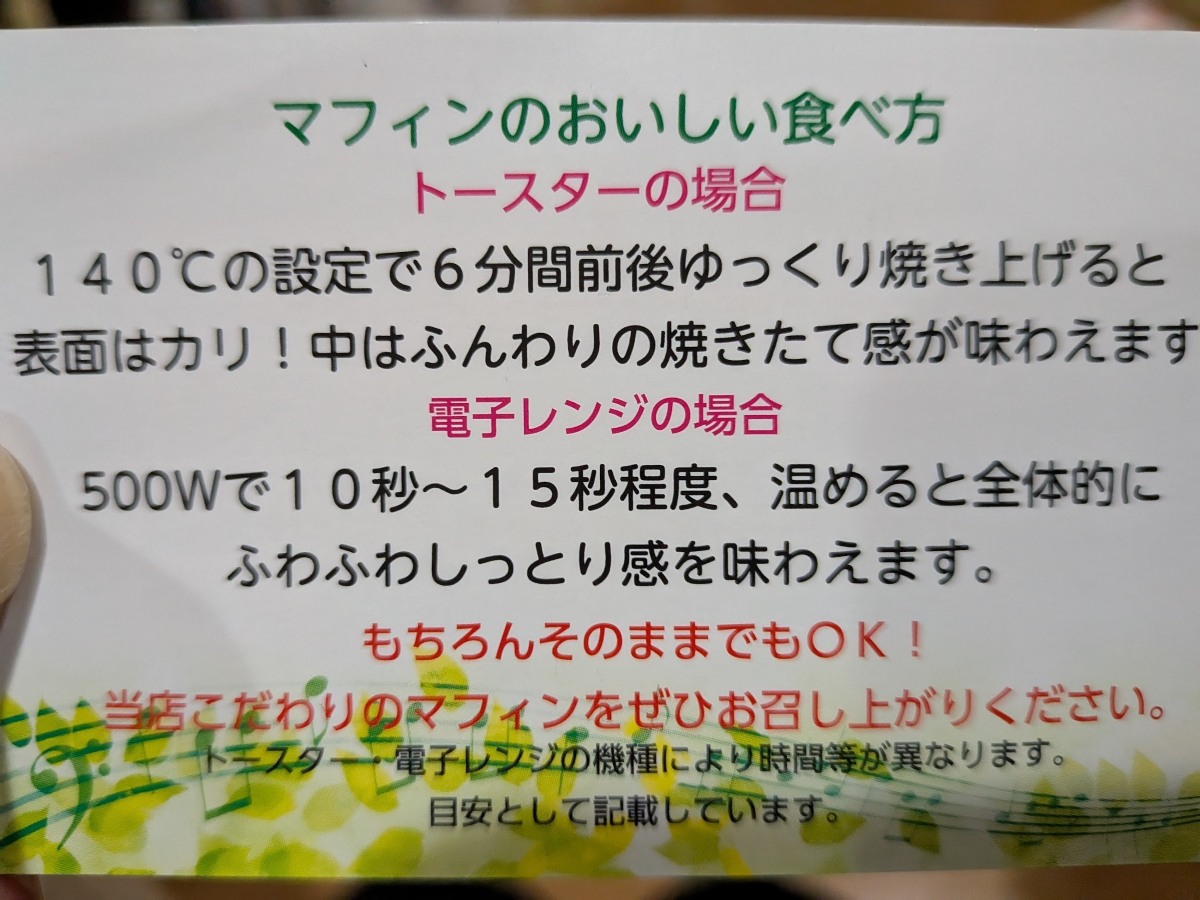 マフィンのおいしい食べ方
トースターの場合
１４０℃の設定で６分間前後ゆっくり焼き上げると
表面はカリ！中はふんわりの焼きたて感が味わえます
電子レンジの場合
500Wで１０秒～１５秒程度、温めると全体的に
ふわふわしっとり感を味わえます。
もちろんそのままでもＯＫ！
当店こだわりのマフィンをぜひお召し上がりください。
トースター・電子レンジの機種により時間等が異なります。
目安として記載しています。